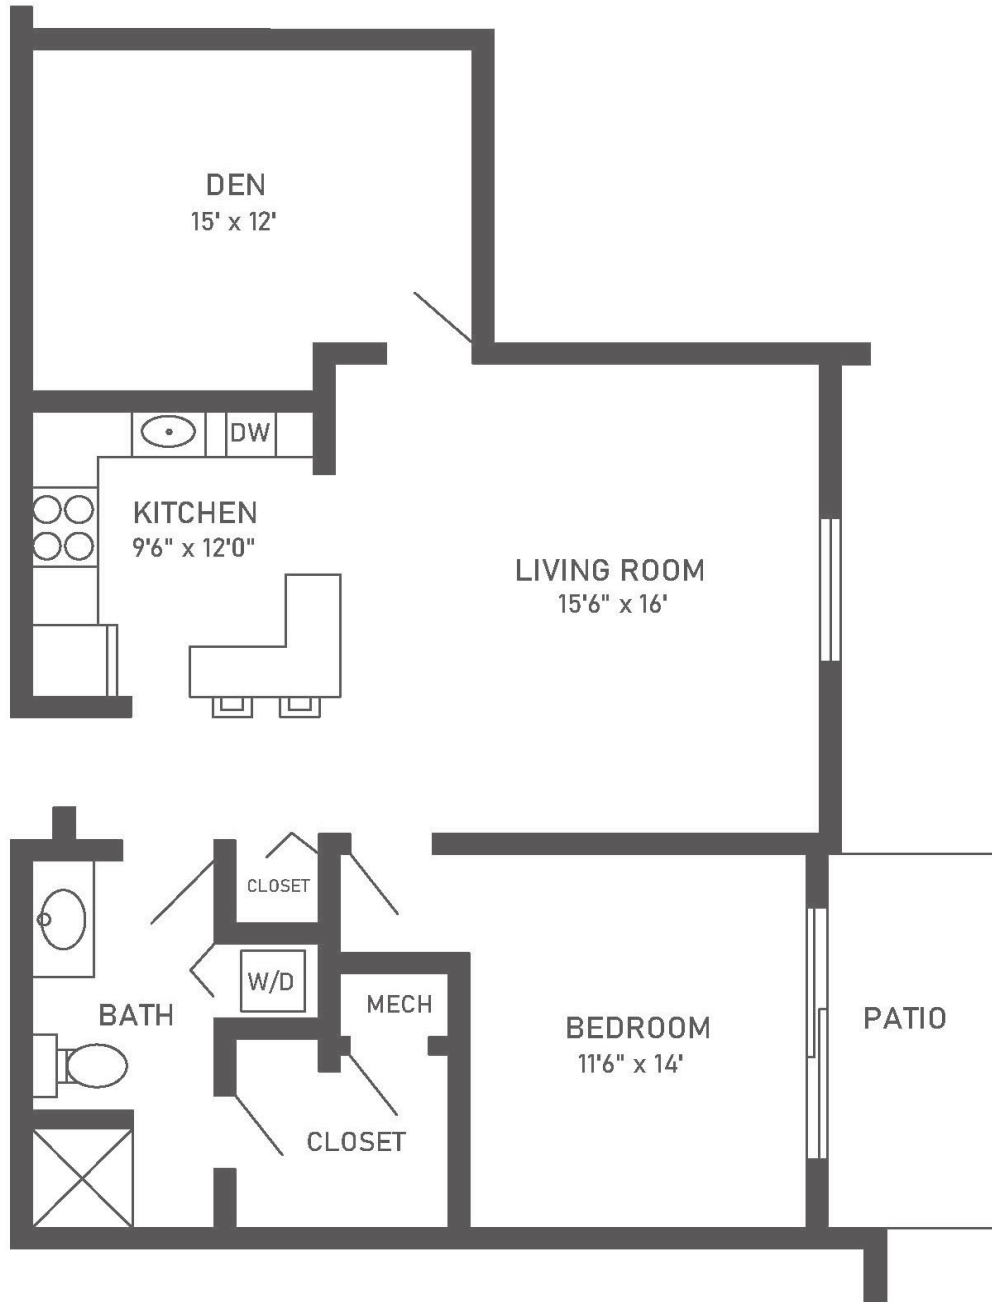 DEN
15' x 12'
DW
KITCHEN
9'6" x 12'0"
LIVING ROOM
15'6" x 16'
CLOSET
W/D
MECH
BATH
BEDROOM
11'6" x 14'
PATIO
CLOSET